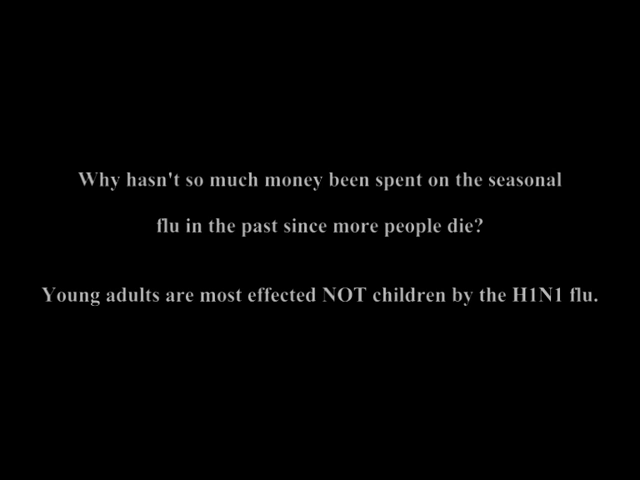 Why hasn't so much money been spent on the seasonal
flu in the past since more people die?
Young adults are most effected NOT children by the H1N1 flu.